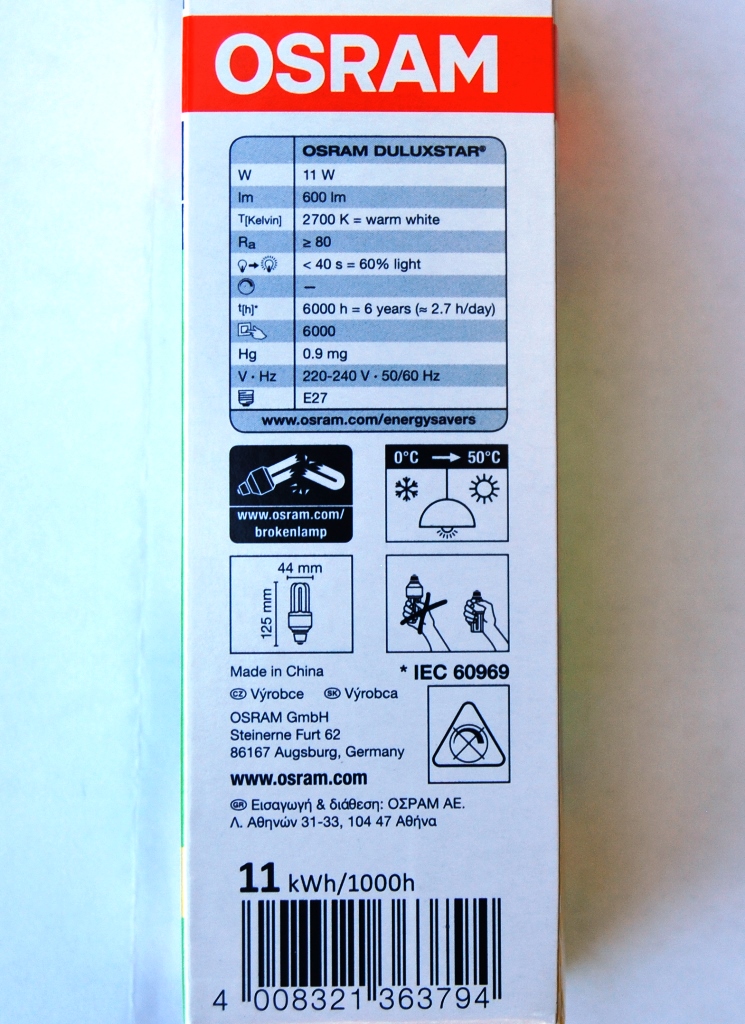 OSRAM
OSRAM DULUXSTAR®
W 11 W
lm 600 lm
T[Kelvin] 2700 K = warm white
Ra ≥ 80
< 40 s = 60% light
–
t[h]* 6000 h = 6 years (≈ 2.7 h/day)
6000
Hg 0.9 mg
V · Hz 220-240 V · 50/60 Hz
E27
www.osram.com/energysavers
www.osram.com/
brokenlamp
0°C → 50°C
44 mm
125 mm
Made in China
* IEC 60969
CZ Výrobce SK Výrobca
OSRAM GmbH
Steinerne Furt 62
86167 Augsburg, Germany
www.osram.com
GR Εισαγωγή & διάθεση: ΟΣΡΑΜ ΑΕ.
Λ. Αθηνών 31-33, 104 47 Αθήνα
11 kWh/1000h
4 008321 363794